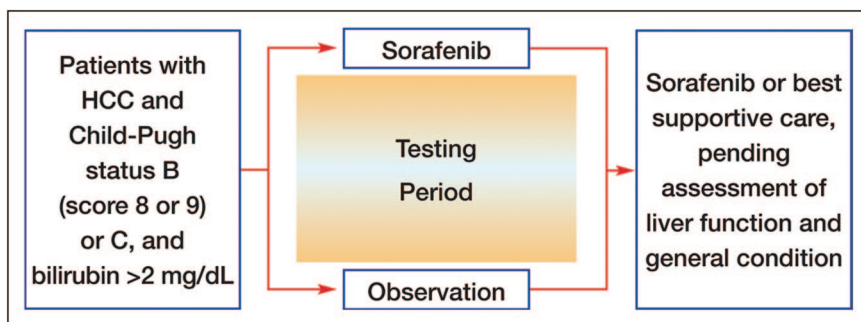 Patients with
HCC and
Child-Pugh
status B
(score 8 or 9)
or C, and
bilirubin >2 mg/dL
Sorafenib
Testing
Period
Observation
Sorafenib or best
supportive care,
pending
assessment of
liver function and
general condition